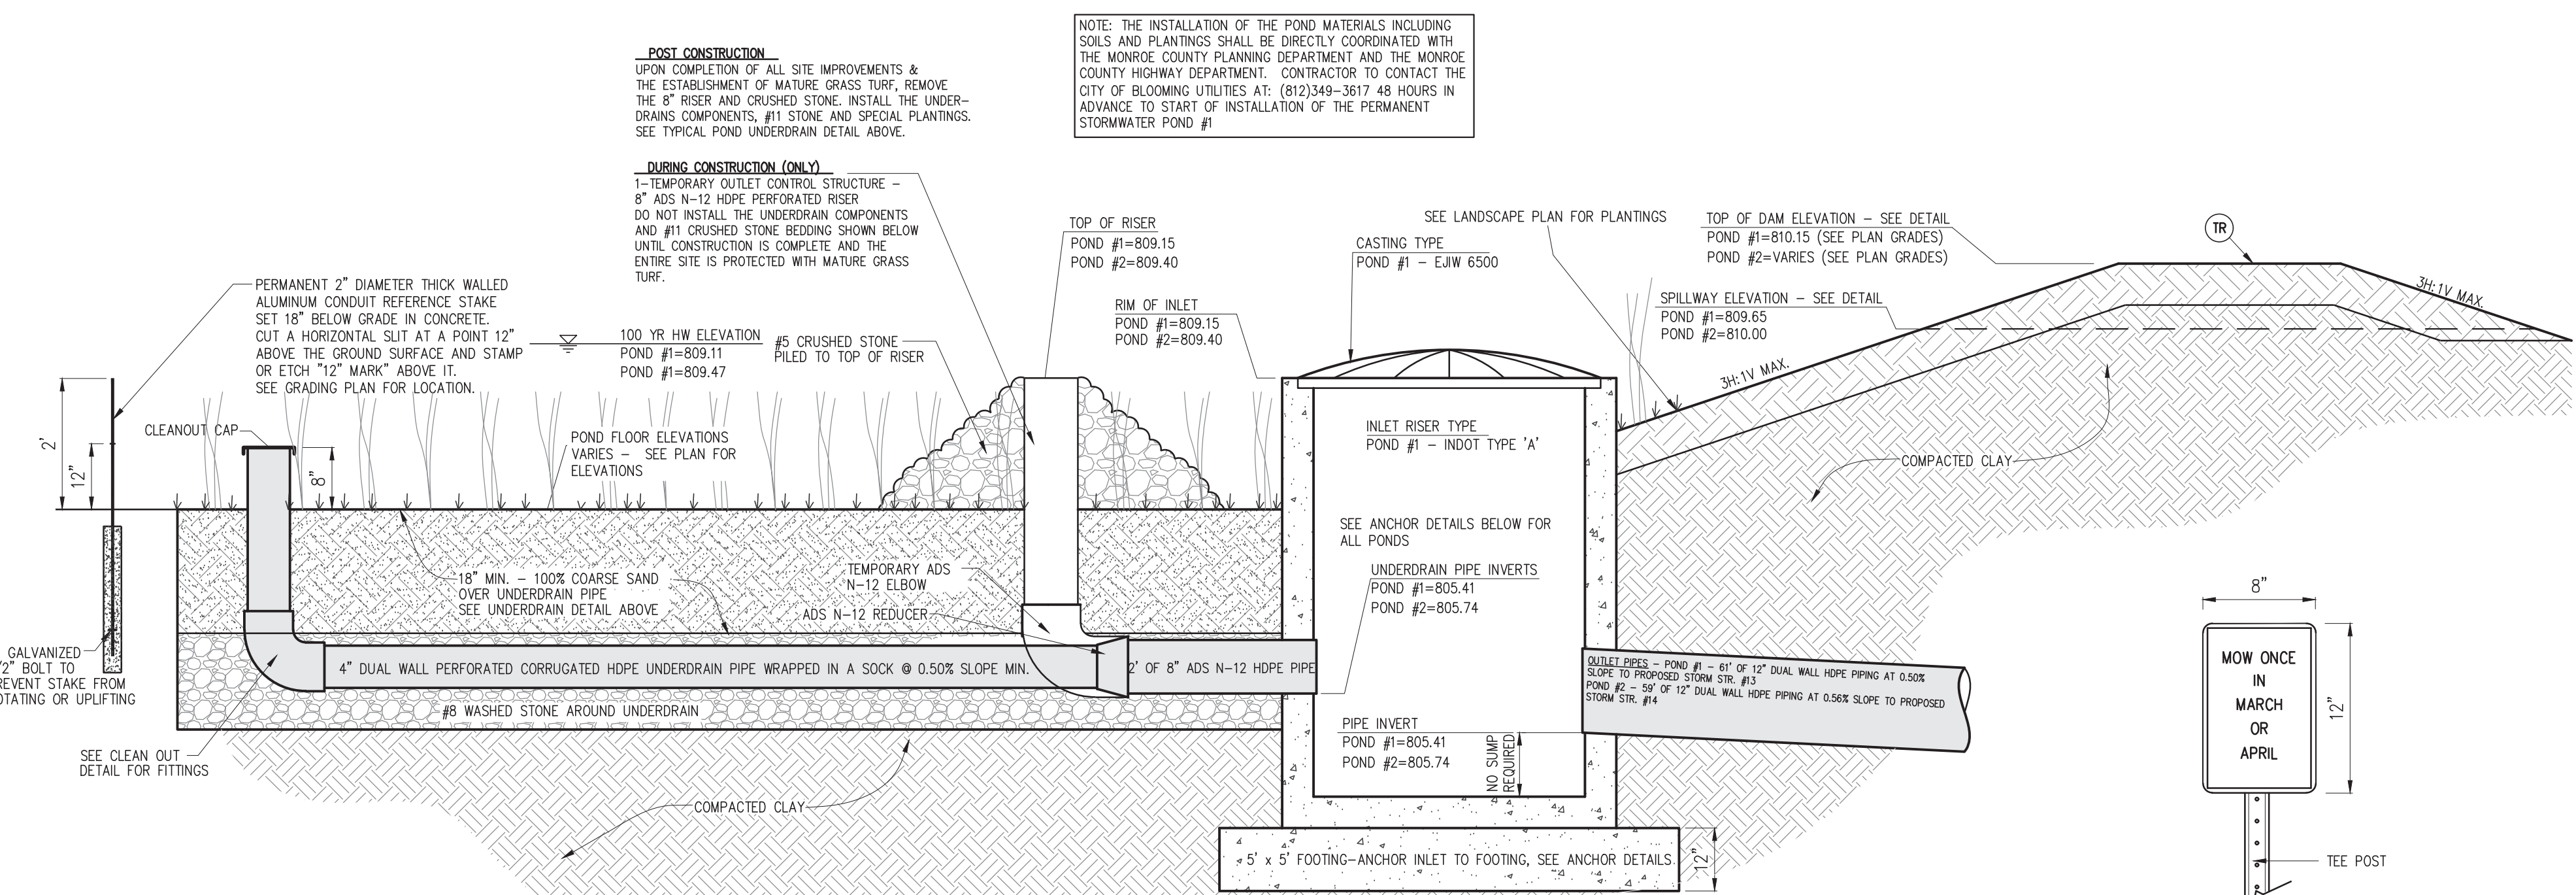 NOTE: THE INSTALLATION OF THE POND MATERIALS INCLUDING
SOILS AND PLANTINGS SHALL BE DIRECTLY COORDINATED WITH
THE MONROE COUNTY PLANNING DEPARTMENT AND THE MONROE
COUNTY HIGHWAY DEPARTMENT. CONTRACTOR TO CONTACT THE
CITY OF BLOOMING UTILITIES AT: (812)349-3617 48 HOURS IN
ADVANCE TO START OF INSTALLATION OF THE PERMANENT
STORMWATER POND #1
POST CONSTRUCTION
UPON COMPLETION OF ALL SITE IMPROVEMENTS &
THE ESTABLISHMENT OF MATURE GRASS TURF, REMOVE
THE 8" RISER AND CRUSHED STONE. INSTALL THE UNDER-
DRAINS COMPONENTS, #11 STONE AND SPECIAL PLANTINGS.
SEE TYPICAL POND UNDERDRAIN DETAIL ABOVE.
DURING CONSTRUCTION (ONLY)
1-TEMPORARY OUTLET CONTROL STRUCTURE -
8" ADS N-12 HDPE PERFORATED RISER
DO NOT INSTALL THE UNDERDRAIN COMPONENTS
AND #11 CRUSHED STONE BEDDING SHOWN BELOW
UNTIL CONSTRUCTION IS COMPLETE AND THE
ENTIRE SITE IS PROTECTED WITH MATURE GRASS
TURF.
TOP OF RISER
POND #1=809.15
POND #2=809.40
SEE LANDSCAPE PLAN FOR PLANTINGS
CASTING TYPE
POND #1 - EJIW 6500
TOP OF DAM ELEVATION - SEE DETAIL
POND #1=810.15 (SEE PLAN GRADES)
POND #2=VARIES (SEE PLAN GRADES)
TR
PERMANENT 2" DIAMETER THICK WALLED
ALUMINUM CONDUIT REFERENCE STAKE
SET 18" BELOW GRADE IN CONCRETE.
CUT A HORIZONTAL SLIT AT A POINT 12"
ABOVE THE GROUND SURFACE AND STAMP
OR ETCH "12" MARK" ABOVE IT.
SEE GRADING PLAN FOR LOCATION.
100 YR HW ELEVATION
POND #1=809.11
POND #1=809.47
#5 CRUSHED STONE
PILED TO TOP OF RISER
RIM OF INLET
POND #1=809.15
POND #2=809.40
SPILLWAY ELEVATION - SEE DETAIL
POND #1=809.65
POND #2=810.00
3H:1V MAX.
3H:1V MAX.
2'
12"
CLEANOUT CAP
8"
POND FLOOR ELEVATIONS
VARIES - SEE PLAN FOR
ELEVATIONS
INLET RISER TYPE
POND #1 - INDOT TYPE 'A'
COMPACTED CLAY
SEE ANCHOR DETAILS BELOW FOR
ALL PONDS
18" MIN. - 100% COARSE SAND
OVER UNDERDRAIN PIPE
SEE UNDERDRAIN DETAIL ABOVE
TEMPORARY ADS
N-12 ELBOW
ADS N-12 REDUCER
UNDERDRAIN PIPE INVERTS
POND #1=805.41
POND #2=805.74
GALVANIZED
/2" BOLT TO
REVENT STAKE FROM
OTATING OR UPLIFTING
4" DUAL WALL PERFORATED CORRUGATED HDPE UNDERDRAIN PIPE WRAPPED IN A SOCK @ 0.50% SLOPE MIN.
2' OF 8" ADS N-12 HDPE PIPE
OUTLET PIPES - POND #1 - 61' OF 12" DUAL WALL HDPE PIPING AT 0.50%
SLOPE TO PROPOSED STORM STR. #13
POND #2 - 59' OF 12" DUAL WALL HDPE PIPING AT 0.56% SLOPE TO PROPOSED
STORM STR. #14
#8 WASHED STONE AROUND UNDERDRAIN
SEE CLEAN OUT
DETAIL FOR FITTINGS
PIPE INVERT
POND #1=805.41
POND #2=805.74
NO SUMP
REQUIRED
COMPACTED CLAY
5' x 5' FOOTING-ANCHOR INLET TO FOOTING, SEE ANCHOR DETAILS.
12"
8"
MOW ONCE
IN
MARCH
OR
APRIL
12"
TEE POST